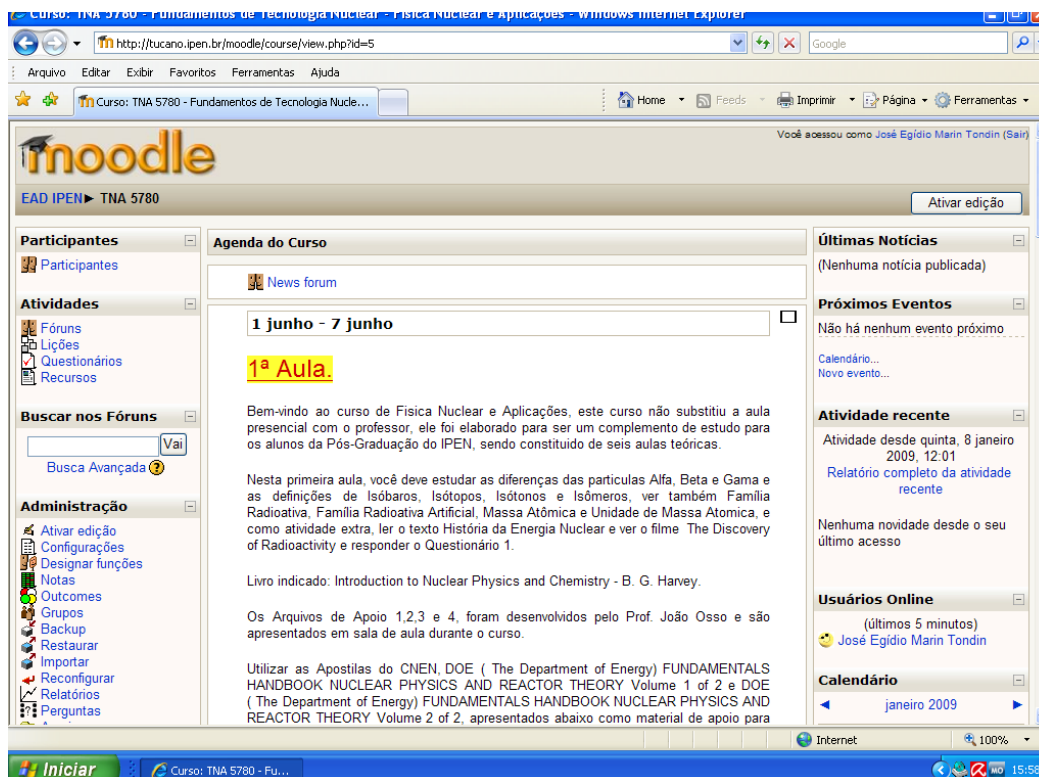 Curso: TNA 5780 - Fundamentos de Tecnologia Nuclear - Fisica Nuclear e Aplicações - Windows Internet Explorer
http://tucano.ipen.br/moodle/course/view.php?id=5
Google
Arquivo Editar Exibir Favoritos Ferramentas Ajuda
Curso: TNA 5780 - Fundamentos de Tecnologia Nucle...
Home Feeds Imprimir Página Ferramentas
moodle
Você acessou como José Egídio Marin Tondin (Sair)
EAD IPEN► TNA 5780
Ativar edição
Participantes
Participantes
Atividades
Fóruns
Lições
Questionários
Recursos
Buscar nos Fóruns
Vai
Busca Avançada
Administração
Ativar edição
Configurações
Designar funções
Notas
Outcomes
Grupos
Backup
Restaurar
Importar
Reconfigurar
Relatórios
Perguntas
Agenda do Curso
News forum
1 junho - 7 junho
1ª Aula.
Bem-vindo ao curso de Fisica Nuclear e Aplicações, este curso não substitiu a aula
presencial com o professor, ele foi elaborado para ser um complemento de estudo para
os alunos da Pós-Graduação do IPEN, sendo constituido de seis aulas teóricas.
Nesta primeira aula, você deve estudar as diferenças das particulas Alfa, Beta e Gama e
as definições de Isóbaros, Isótopos, Isótonos e Isômeros, ver também Família
Radioativa, Família Radioativa Artificial, Massa Atômica e Unidade de Massa Atomica, e
como atividade extra, ler o texto História da Energia Nuclear e ver o filme The Discovery
of Radioactivity e responder o Questionário 1.
Livro indicado: Introduction to Nuclear Physics and Chemistry - B. G. Harvey.
Os Arquivos de Apoio 1,2,3 e 4, foram desenvolvidos pelo Prof. João Osso e são
apresentados em sala de aula durante o curso.
Utilizar as Apostilas do CNEN, DOE ( The Department of Energy) FUNDAMENTALS
HANDBOOK NUCLEAR PHYSICS AND REACTOR THEORY Volume 1 of 2 e DOE
( The Department of Energy) FUNDAMENTALS HANDBOOK NUCLEAR PHYSICS AND
REACTOR THEORY Volume 2 of 2, apresentados abaixo como material de apoio para
Últimas Notícias
(Nenhuma notícia publicada)
Próximos Eventos
Não há nenhum evento próximo
Calendário...
Novo evento...
Atividade recente
Atividade desde quinta, 8 janeiro
2009, 12:01
Relatório completo da atividade
recente
Nenhuma novidade desde o seu
último acesso
Usuários Online
(últimos 5 minutos)
José Egídio Marin Tondin
Calendário
◄ janeiro 2009 ►
Internet 100%
Iniciar
Curso: TNA 5780 - Fu...
MO
15:58